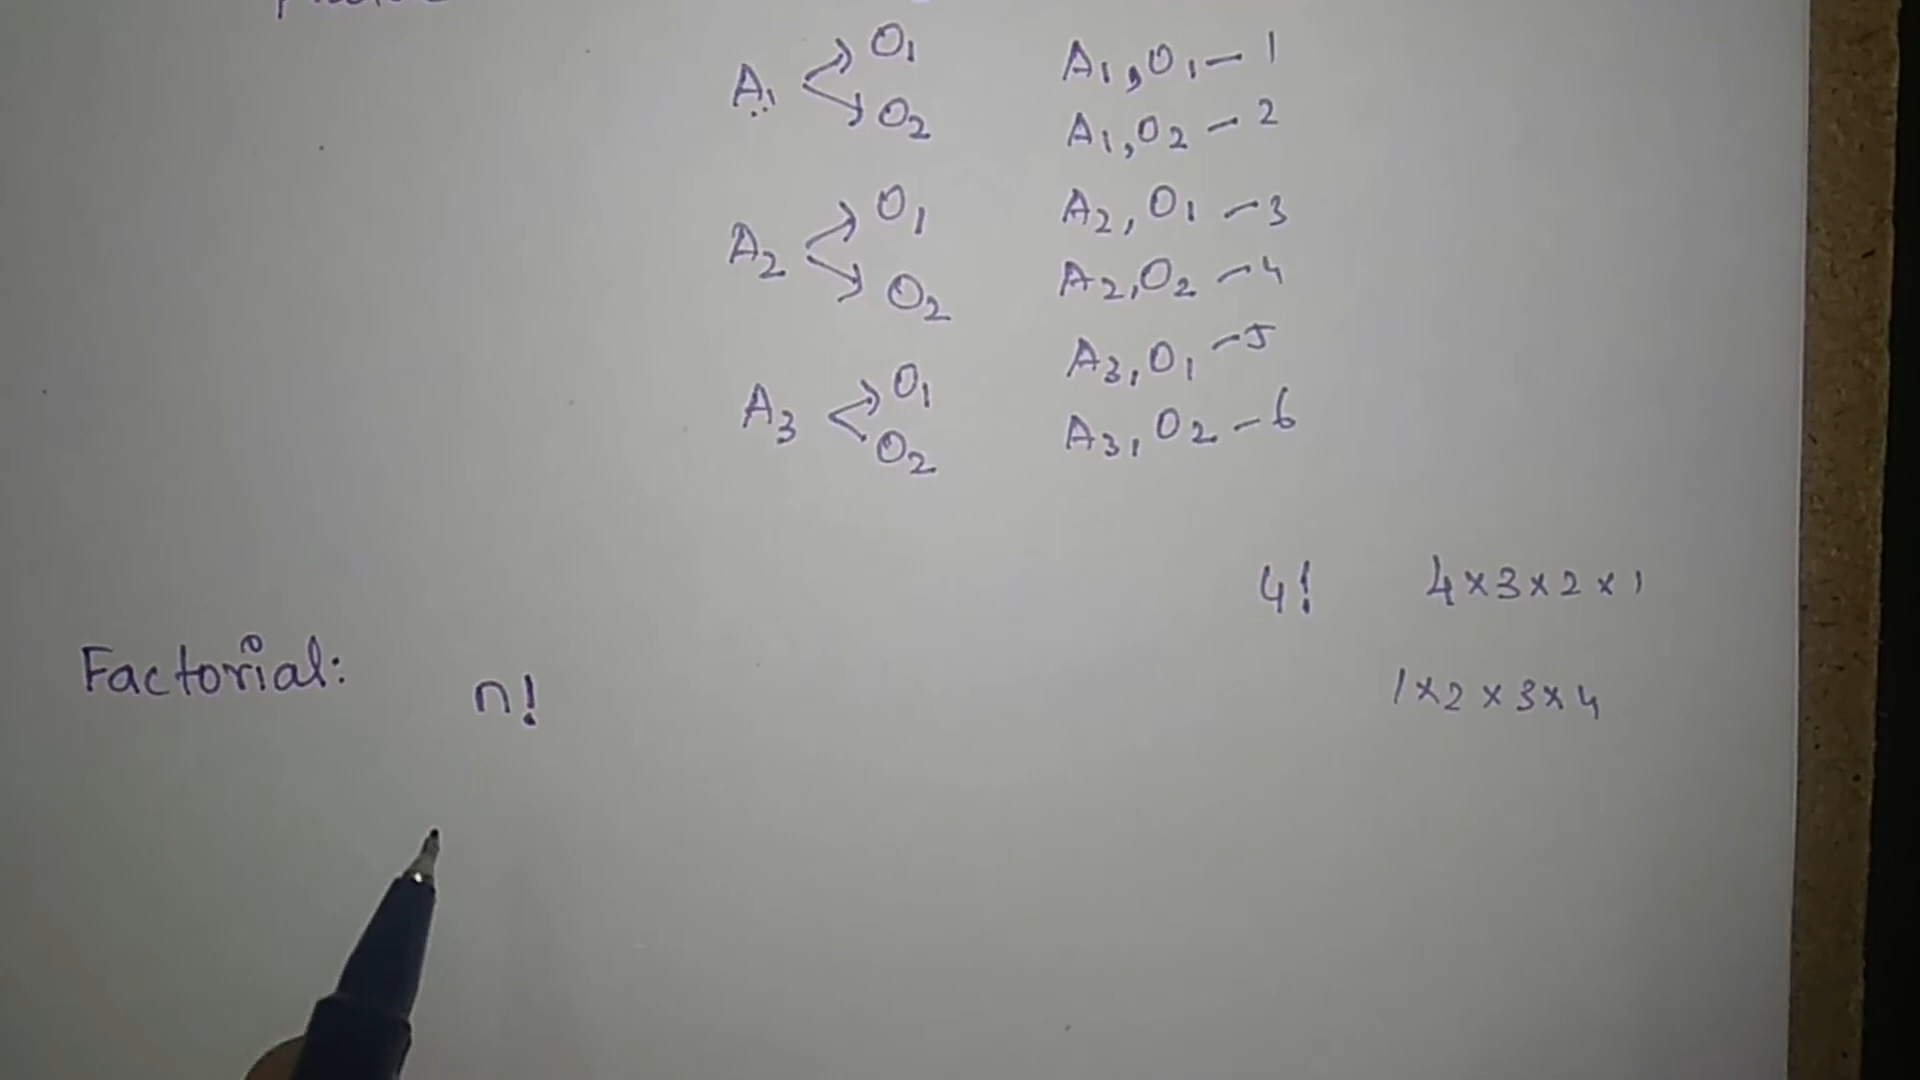 A1 → O1
→ O2
A1, O1 – 1
A1, O2 – 2
A2 → O1
→ O2
A2, O1 – 3
A2, O2 – 4
A3 → O1
O2
A3, O1 – 5
A3, O2 – 6
4! 4×3×2×1
Factorial: n! 1×2×3×4